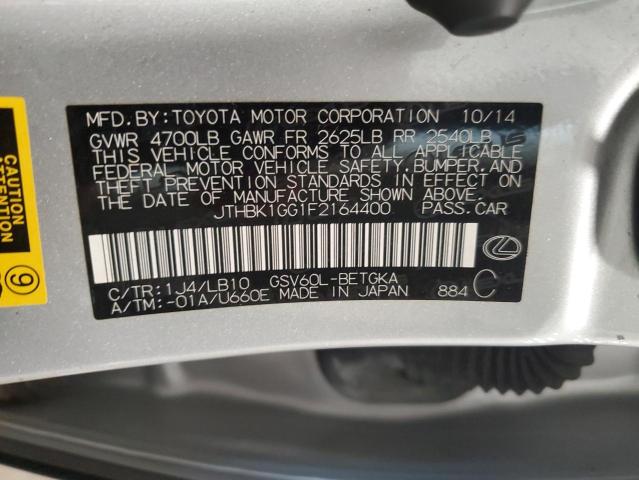 MFD. BY: TOYOTA MOTOR CORPORATION 10/14
GVWR 4700LB GAWR FR 2625LB RR 2540LB
THIS VEHICLE CONFORMS TO ALL APPLICABLE
FEDERAL MOTOR VEHICLE SAFETY, BUMPER, AND
THEFT PREVENTION STANDARDS IN EFFECT ON
THE DATE OF MANUFACTURE SHOWN ABOVE.
JTHBK1GG1F2164400 PASS. CAR
C/TR: 1J4/LB10 GSV60L-BETGKA
A/TM: -01A/U660E MADE IN JAPAN 884 C
CAUTION
ATTENTION
9